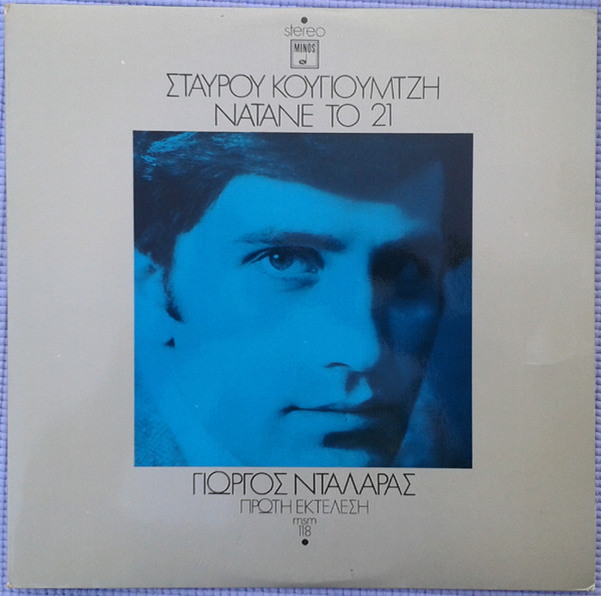 stereo
MINOS
ΣΤΑΥΡΟΥ ΚΟΥΓΙΟΥΜΤΖΗ
ΝΑΤΑΝΕ ΤΟ 21
ΓΙΩΡΓΟΣ ΝΤΑΛΑΡΑΣ
ΠΡΩΤΗ ΕΚΤΕΛΕΣΗ
msm
118